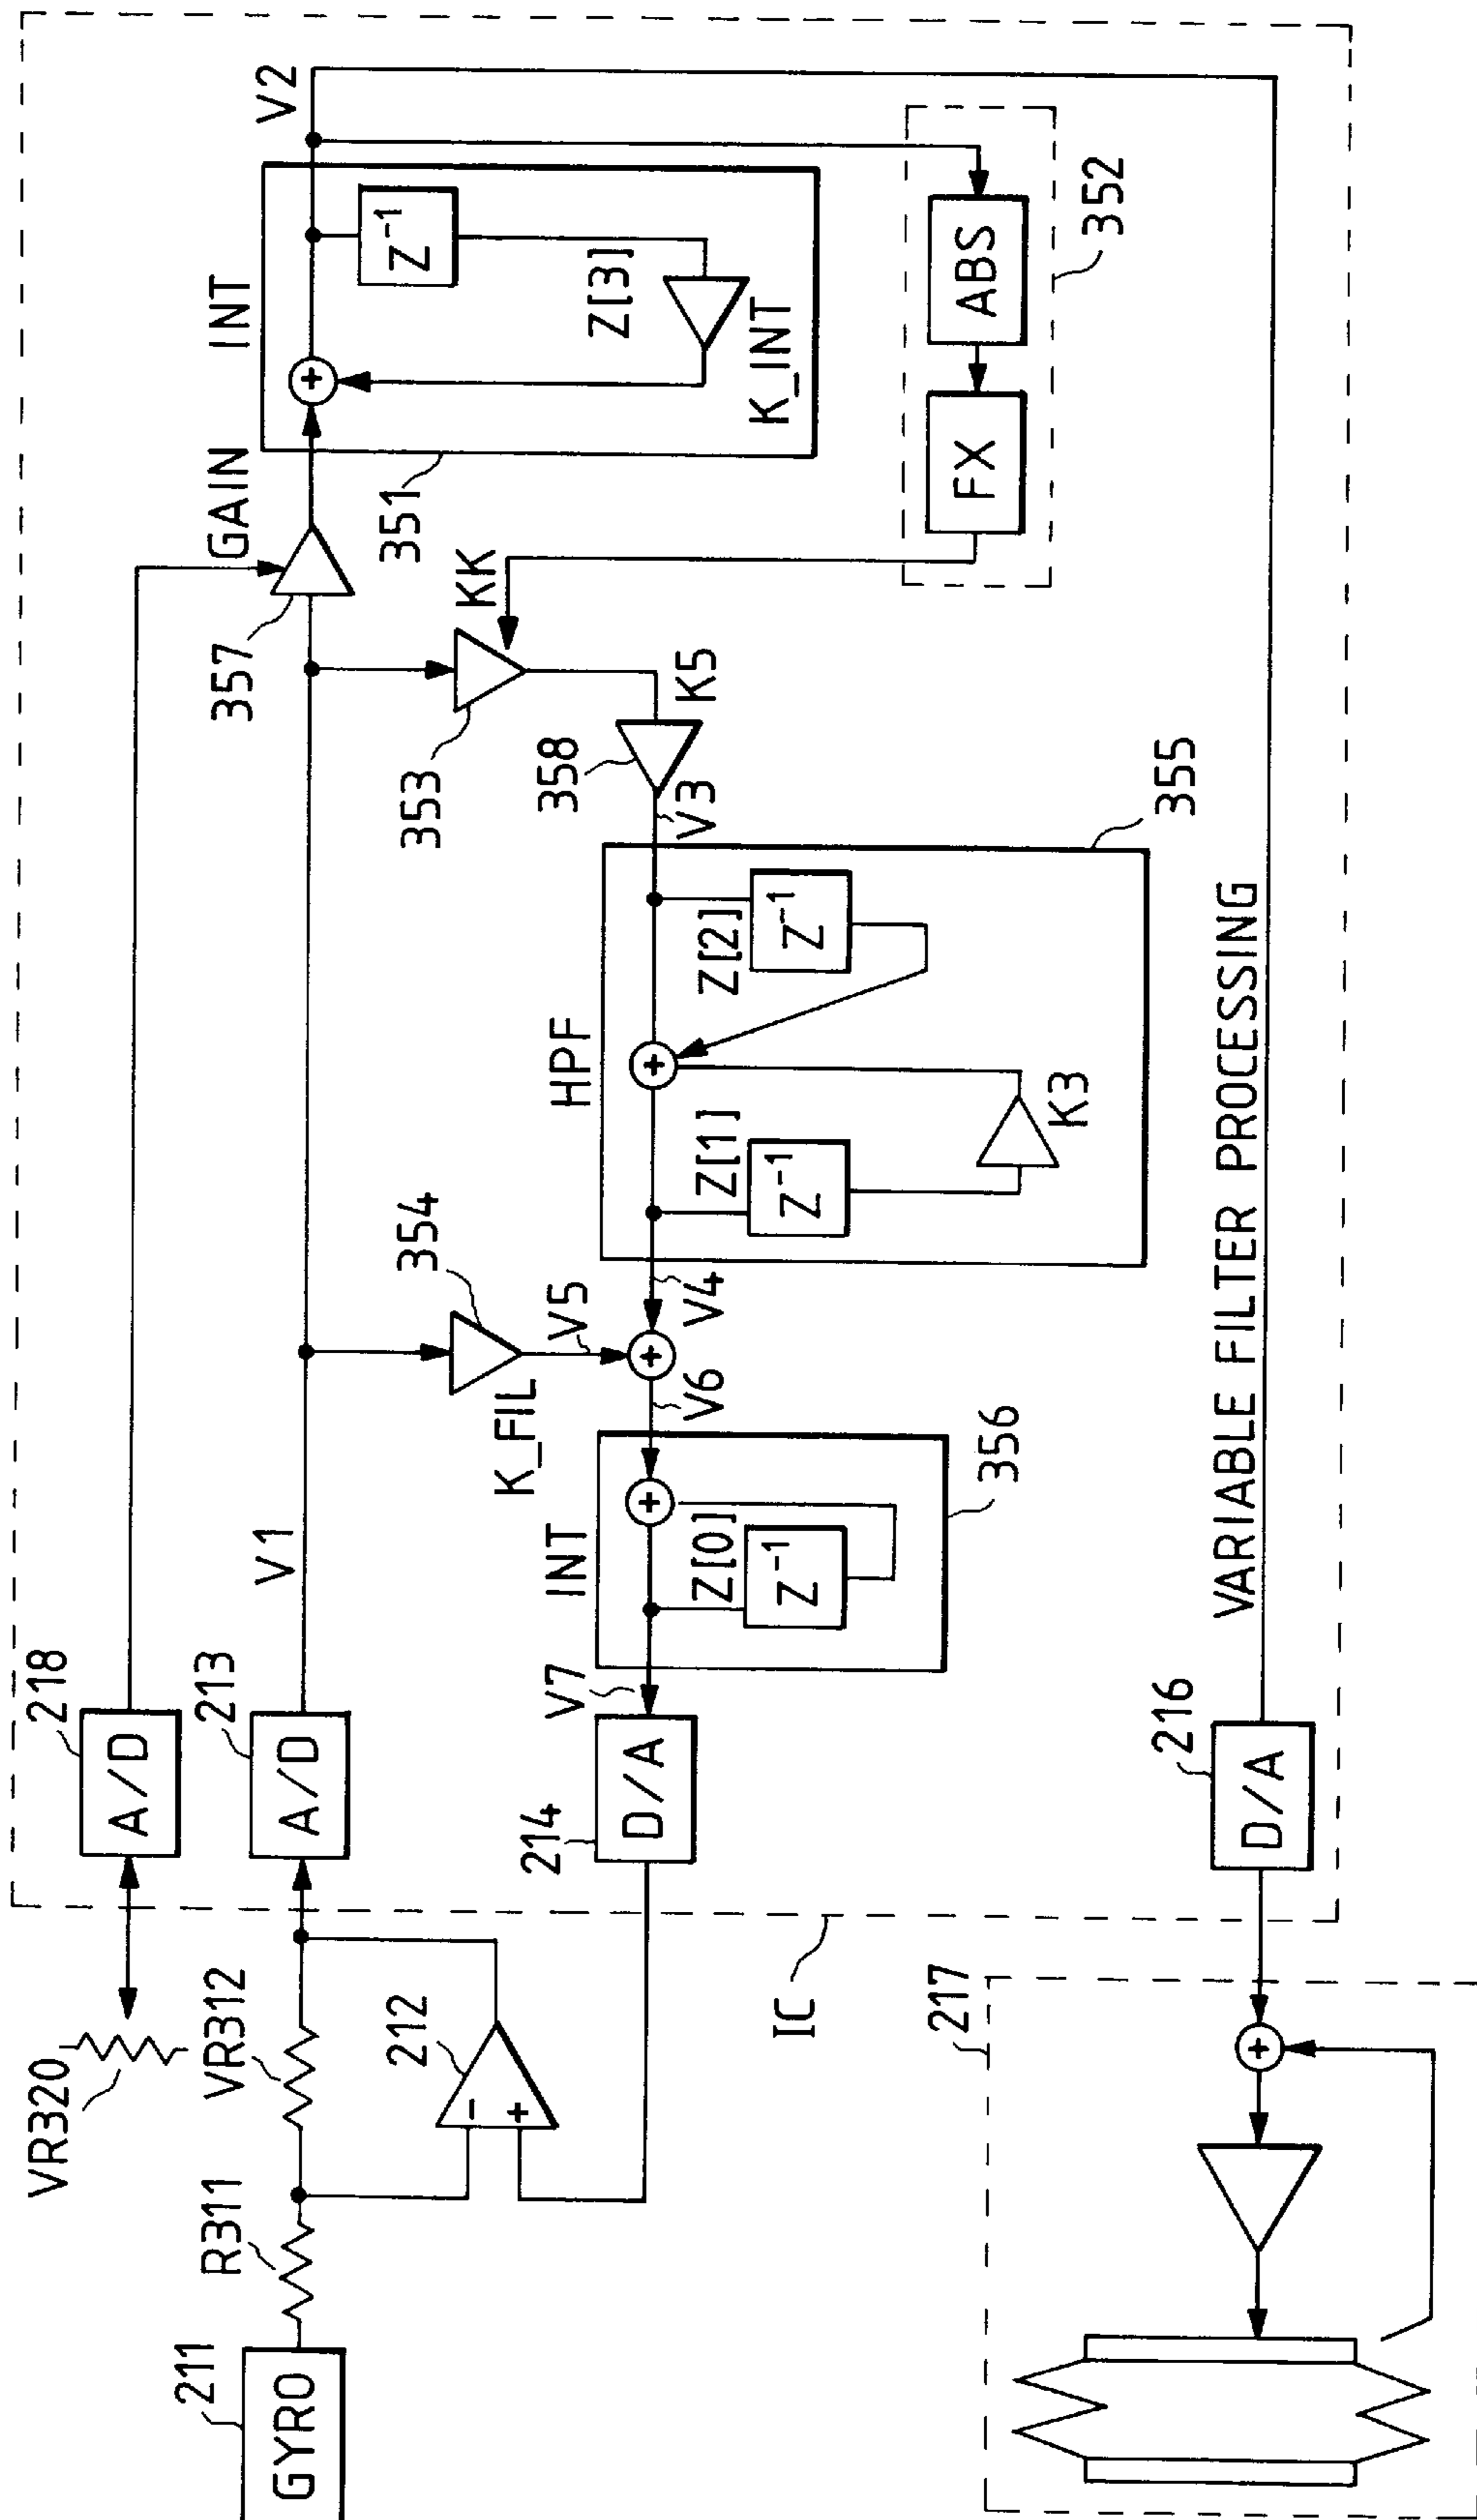 VR320
218
A/D
GYRO
211
R311
VR312
213
A/D
V1
357
GAIN
INT
V2
Z⁻¹
Z[3]
K_INT
351
212
−
+
IC
214
D/A
V7
INT
+
Z[0]
Z⁻¹
356
V6
+
V5
K_FIL
354
V4
HPF
+
Z[1]
Z⁻¹
K3
Z[2]
Z⁻¹
355
V3
358
K5
353
KK
+
FX
ABS
352
217
+
216
D/A
VARIABLE FILTER PROCESSING